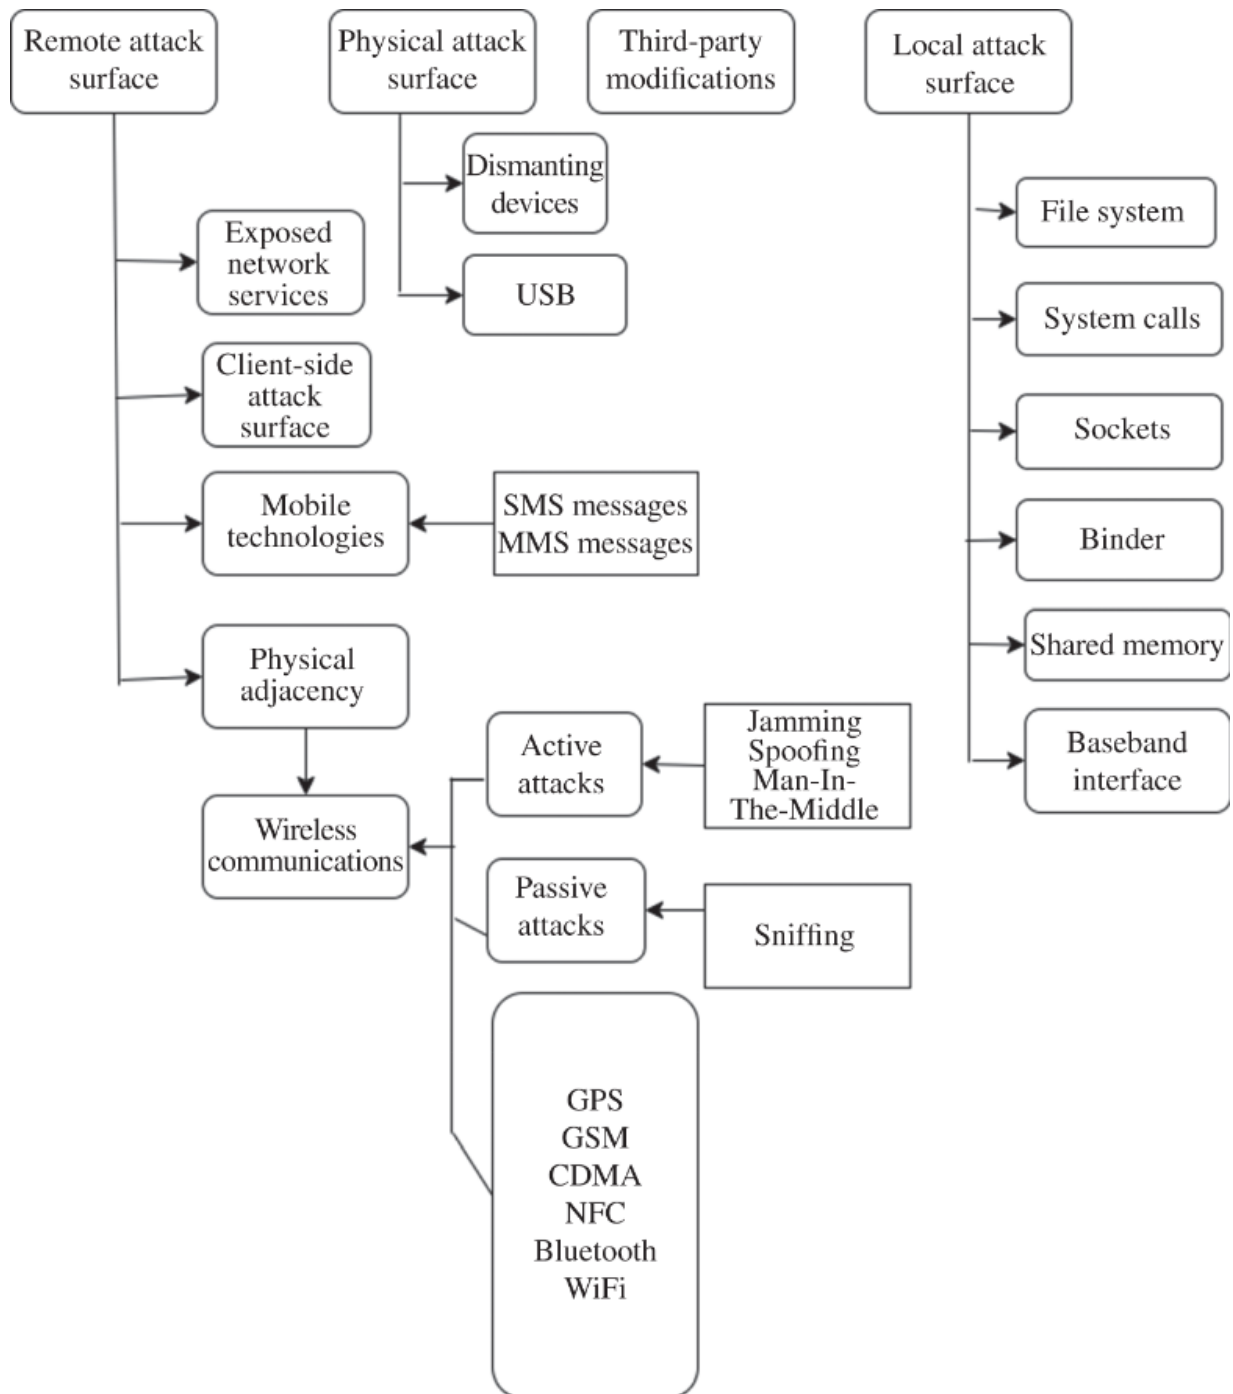 Remote attack
surface
Physical attack
surface
Third-party
modifications
Local attack
surface
Dismanting
devices
File system
Exposed
network
services
USB
System calls
Client-side
attack
surface
Sockets
Mobile
technologies
SMS messages
MMS messages
Binder
Physical
adjacency
Shared memory
Active
attacks
Jamming
Spoofing
Man-In-
The-Middle
Baseband
interface
Wireless
communications
Passive
attacks
Sniffing
GPS
GSM
CDMA
NFC
Bluetooth
WiFi